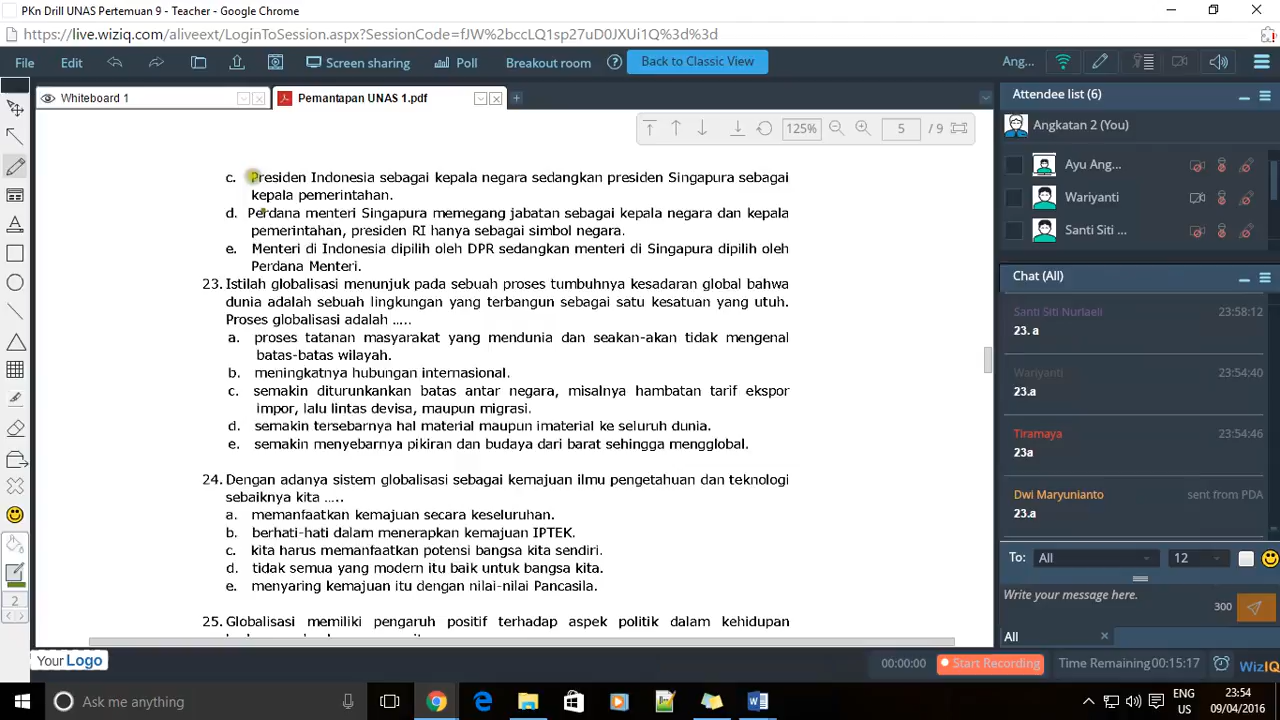 PKn Drill UNAS Pertemuan 9 - Teacher - Google Chrome
https://live.wiziq.com/aliveext/LoginToSession.aspx?SessionCode=fJW%2bccLQ1sp27uD0JXUi1Q%3d%3d
File Edit Screen sharing Poll Breakout room Back to Classic View Ang...
Whiteboard 1 Pemantapan UNAS 1.pdf
Attendee list (6)
125% 5 / 9
Angkatan 2 (You)
Ayu Ang...
Wariyanti
Santi Siti ...
c. Presiden Indonesia sebagai kepala negara sedangkan presiden Singapura sebagai
kepala pemerintahan.
d. Perdana menteri Singapura memegang jabatan sebagai kepala negara dan kepala
pemerintahan, presiden RI hanya sebagai simbol negara.
e. Menteri di Indonesia dipilih oleh DPR sedangkan menteri di Singapura dipilih oleh
Perdana Menteri.
23. Istilah globalisasi menunjuk pada sebuah proses tumbuhnya kesadaran global bahwa
dunia adalah sebuah lingkungan yang terbangun sebagai satu kesatuan yang utuh.
Proses globalisasi adalah .....
a. proses tatanan masyarakat yang mendunia dan seakan-akan tidak mengenal
batas-batas wilayah.
b. meningkatnya hubungan internasional.
c. semakin diturunkankan batas antar negara, misalnya hambatan tarif ekspor
impor, lalu lintas devisa, maupun migrasi.
d. semakin tersebarnya hal material maupun imaterial ke seluruh dunia.
e. semakin menyebarnya pikiran dan budaya dari barat sehingga mengglobal.
24. Dengan adanya sistem globalisasi sebagai kemajuan ilmu pengetahuan dan teknologi
sebaiknya kita .....
a. memanfaatkan kemajuan secara keseluruhan.
b. berhati-hati dalam menerapkan kemajuan IPTEK.
c. kita harus memanfaatkan potensi bangsa kita sendiri.
d. tidak semua yang modern itu baik untuk bangsa kita.
e. menyaring kemajuan itu dengan nilai-nilai Pancasila.
25. Globalisasi memiliki pengaruh positif terhadap aspek politik dalam kehidupan
Chat (All)
Santi Siti Nurlaeli 23:58:12
23. a
Wariyanti 23:54:40
23.a
Tiramaya 23:54:46
23a
Dwi Maryunianto sent from PDA
23.a
To: All 12
Write your message here.
300
All
2
Your Logo
00:00:00 Start Recording Time Remaining 00:15:17 WizIQ
Ask me anything
ENG 23:54
US 09/04/2016